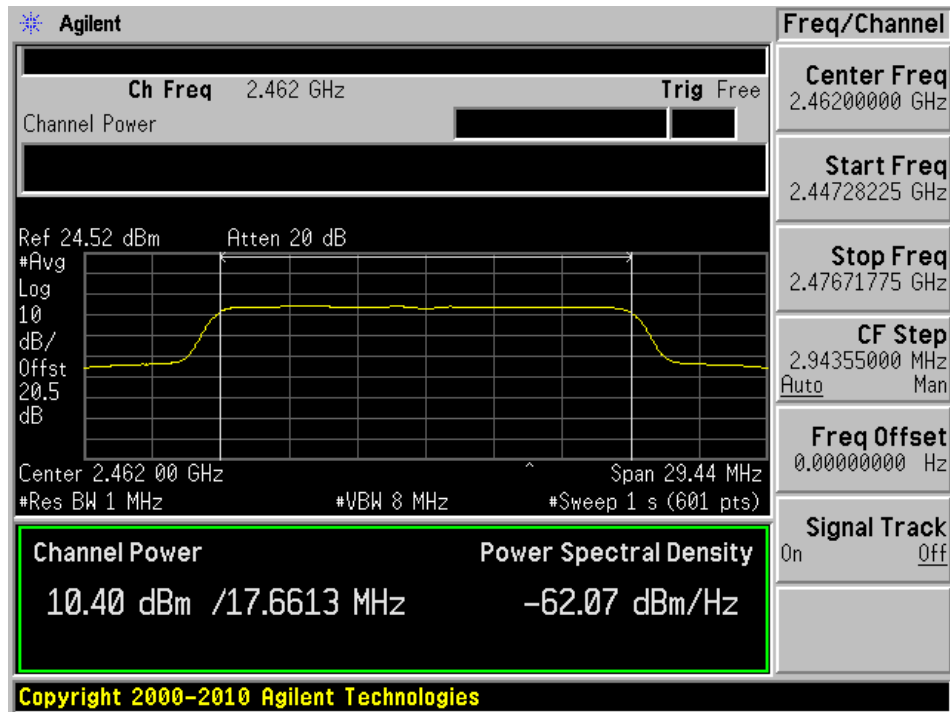 Agilent
Ch Freq 2.462 GHz Trig Free
Channel Power
Ref 24.52 dBm Atten 20 dB
#Avg
Log
10
dB/
Offst
20.5
dB
Center 2.462 00 GHz Span 29.44 MHz
#Res BW 1 MHz #VBW 8 MHz #Sweep 1 s (601 pts)
Channel Power Power Spectral Density
10.40 dBm /17.6613 MHz -62.07 dBm/Hz
Copyright 2000-2010 Agilent Technologies
Freq/Channel
Center Freq
2.46200000 GHz
Start Freq
2.44728225 GHz
Stop Freq
2.47671775 GHz
CF Step
2.94355000 MHz
Auto Man
Freq Offset
0.00000000 Hz
Signal Track
On Off